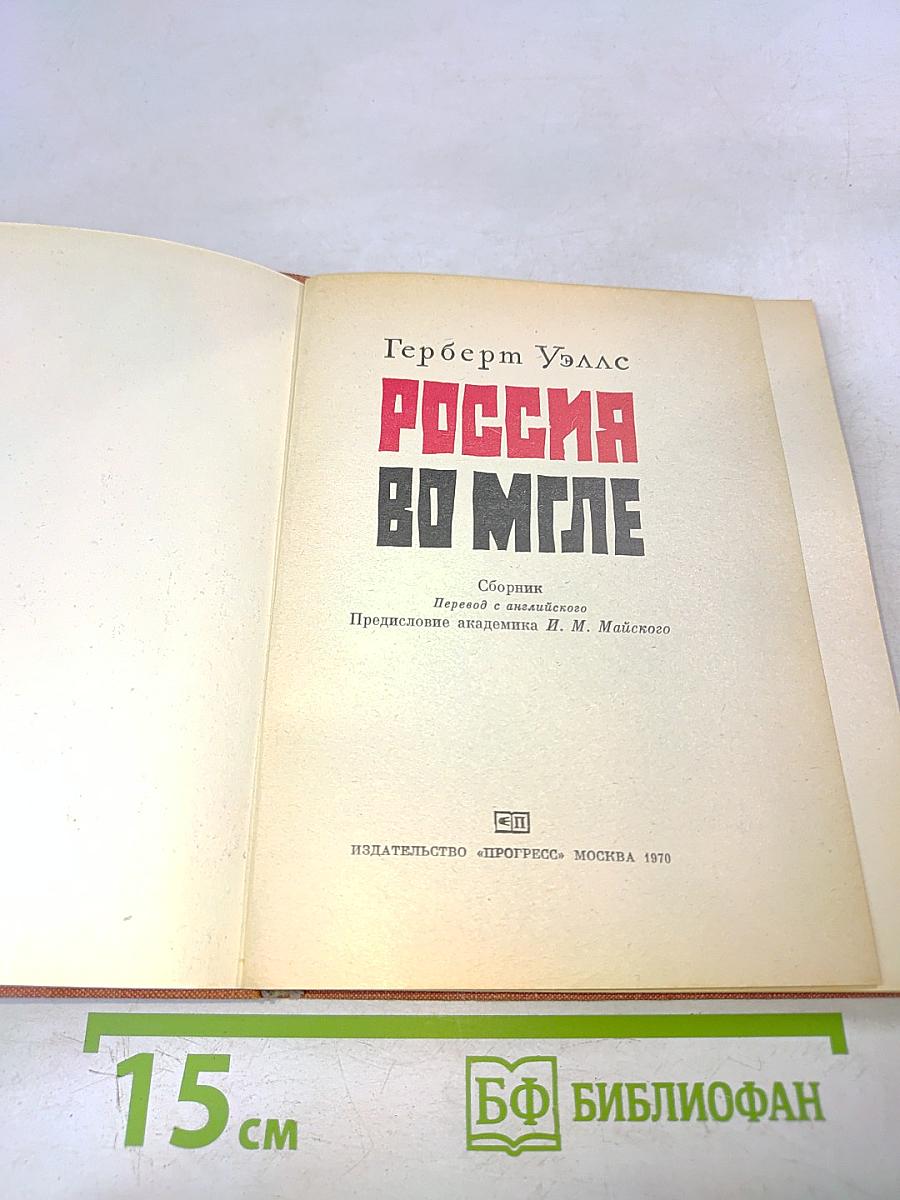 Герберт Уэллс
РОССИЯ
ВО МГЛЕ
Сборник
Перевод с английского
Предисловие академика И. М. Майского
П
ИЗДАТЕЛЬСТВО «ПРОГРЕСС» МОСКВА 1970
15 см
БФ БИБЛИОФАН